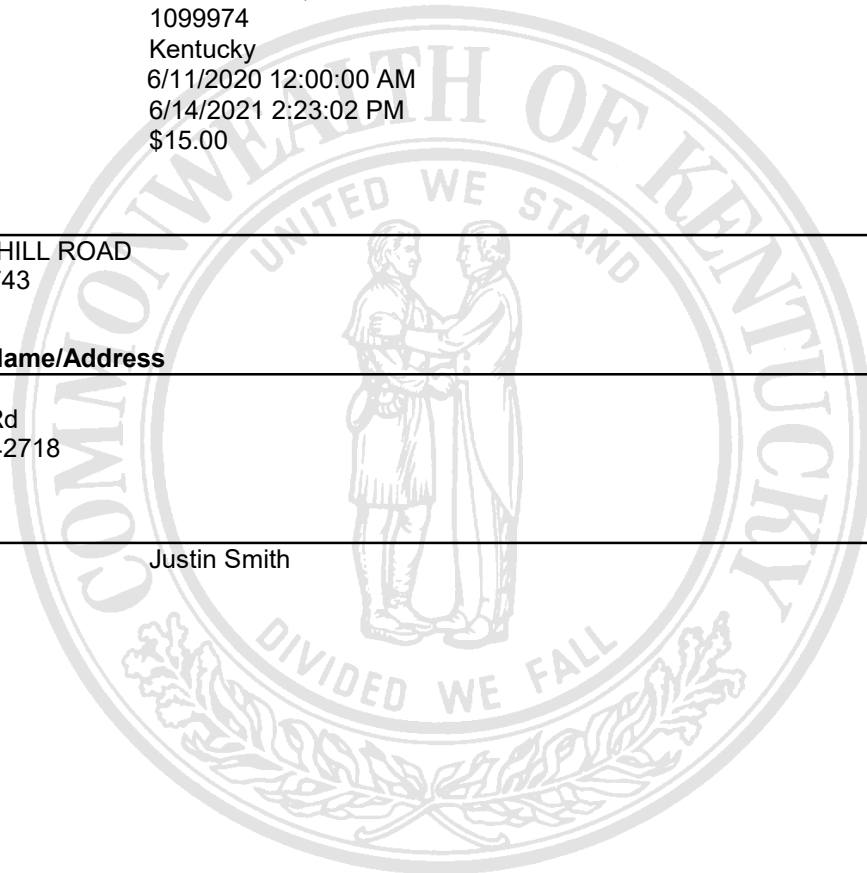 1099974
Kentucky
6/11/2020 12:00:00 AM
6/14/2021 2:23:02 PM
$15.00
HILL ROAD
Name/Address
Rd
-2718
Justin Smith
COMMONWEALTH OF KENTUCKY
UNITED WE STAND
DIVIDED WE FALL